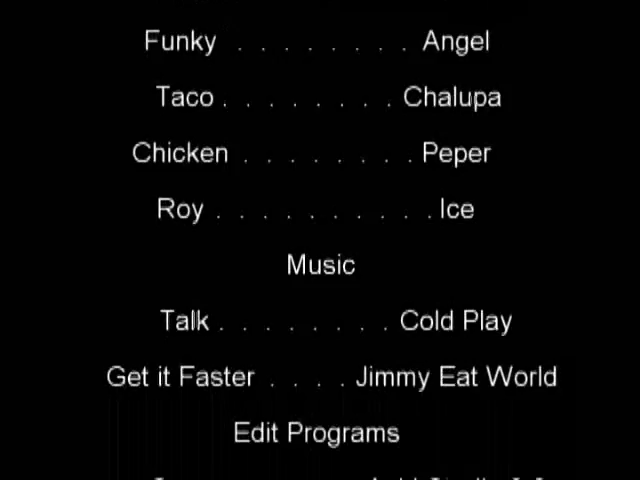 Funky . . . . . . . . Angel
Taco . . . . . . . . Chalupa
Chicken . . . . . . . . Peper
Roy . . . . . . . . . . Ice
Music
Talk . . . . . . . . Cold Play
Get it Faster . . . . Jimmy Eat World
Edit Programs